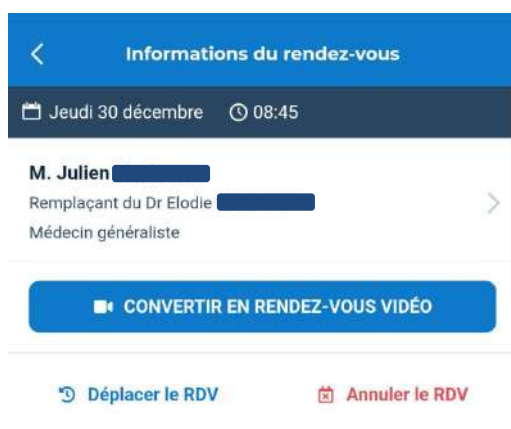 Informations du rendez-vous
Jeudi 30 décembre 08:45
M. Julien
Remplaçant du Dr Elodie
Médecin généraliste
CONVERTIR EN RENDEZ-VOUS VIDÉO
Déplacer le RDV Annuler le RDV